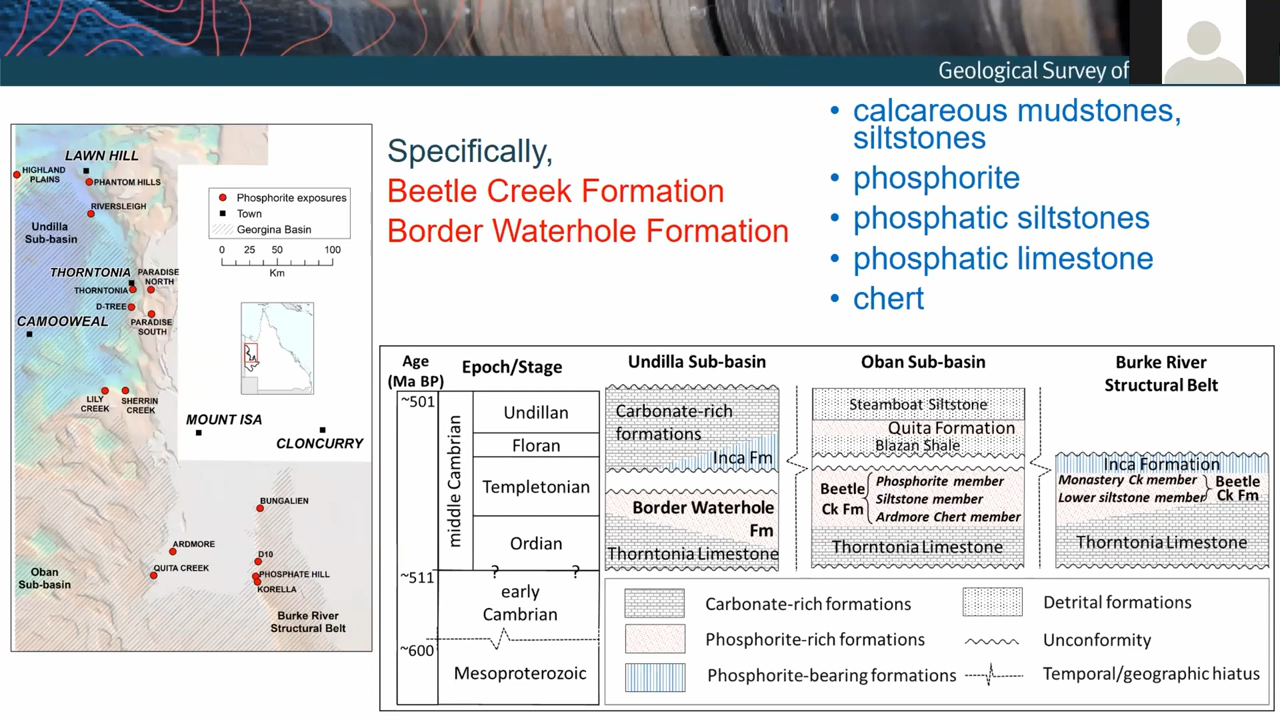 Geological Survey of
LAWN HILL
HIGHLAND
PLAINS
PHANTOM HILLS
RIVERSLEIGH
Undilla
Sub-basin
THORNTONIA
PARADISE
NORTH
THORNTONIA
D-TREE
CAMOOWEAL
PARADISE
SOUTH
LILY
CREEK
SHERRIN
CREEK
MOUNT ISA
CLONCURRY
BUNGALIEN
ARDMORE
D10
QUITA CREEK
PHOSPHATE HILL
KORELLA
Oban
Sub-basin
Burke River
Structural Belt
Phosphorite exposures
Town
Georgina Basin
0 25 50 100
Km
Specifically,
Beetle Creek Formation
Border Waterhole Formation
• calcareous mudstones,
siltstones
• phosphorite
• phosphatic siltstones
• phosphatic limestone
• chert
Age
(Ma BP)
Epoch/Stage
Undilla Sub-basin
Oban Sub-basin
Burke River
Structural Belt
~501
~511
~600
middle Cambrian
Undillan
Floran
Templetonian
Ordian
? ?
early
Cambrian
Mesoproterozoic
Carbonate-rich
formations
Inca Fm
Border Waterhole
Fm
Thorntonia Limestone
Steamboat Siltstone
Quita Formation
Blazan Shale
Beetle
Ck Fm
Phosphorite member
Siltstone member
Ardmore Chert member
Thorntonia Limestone
Inca Formation
Monastery Ck member
Lower siltstone member
Beetle
Ck Fm
Thorntonia Limestone
Carbonate-rich formations
Detrital formations
Phosphorite-rich formations
Unconformity
Phosphorite-bearing formations
Temporal/geographic hiatus